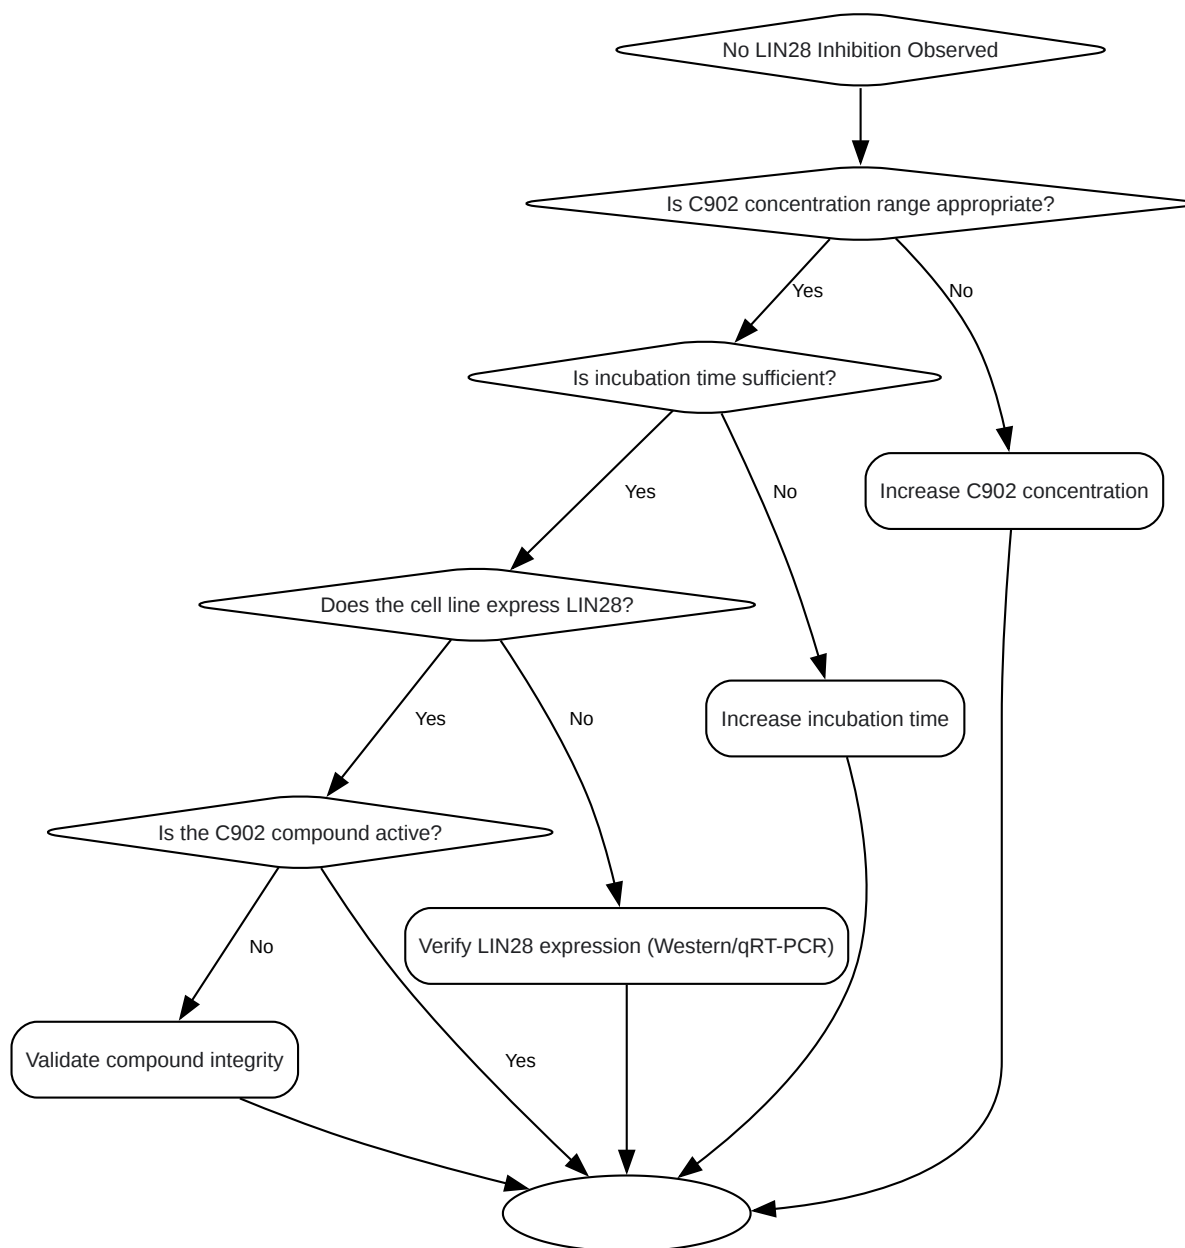 No LIN28 Inhibition Observed
Is C902 concentration range appropriate?
Yes
No
Is incubation time sufficient?
Increase C902 concentration
Yes
No
Does the cell line express LIN28?
Increase incubation time
Yes
No
Is the C902 compound active?
Verify LIN28 expression (Western/qRT-PCR)
No
Validate compound integrity
Yes